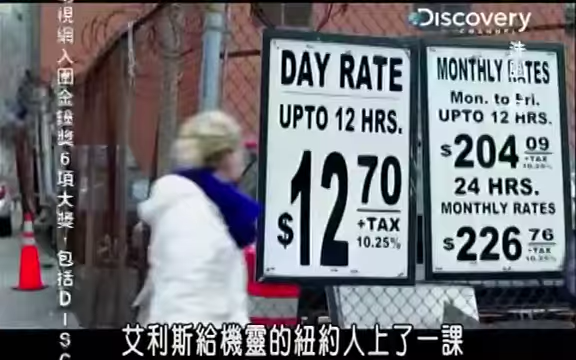 Discovery
CHANNEL
視網入圍金鐘獎6項大獎，包括DISC
DAY RATE
UPTO 12 HRS.
$12 70
+TAX
10.25%
MONTHLY RATES
Mon. to Fri.
UPTO 12 HRS.
$204 09
+TAX
10.25%
24 HRS.
MONTHLY RATES
$226 76
+TAX
10.25%
艾利斯給機靈的紐約人上了一課